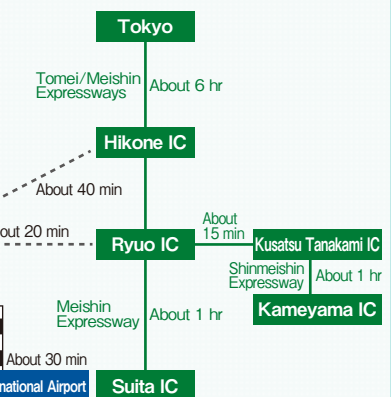 Tokyo
Tomei/Meishin
Expressways
About 6 hr
Hikone IC
About 40 min
About
15 min
out 20 min
Ryuo IC
Kusatsu Tanakami IC
Shinmeishin
Expressway
About 1 hr
Kameyama IC
Meishin
Expressway
About 1 hr
About 30 min
national Airport
Suita IC